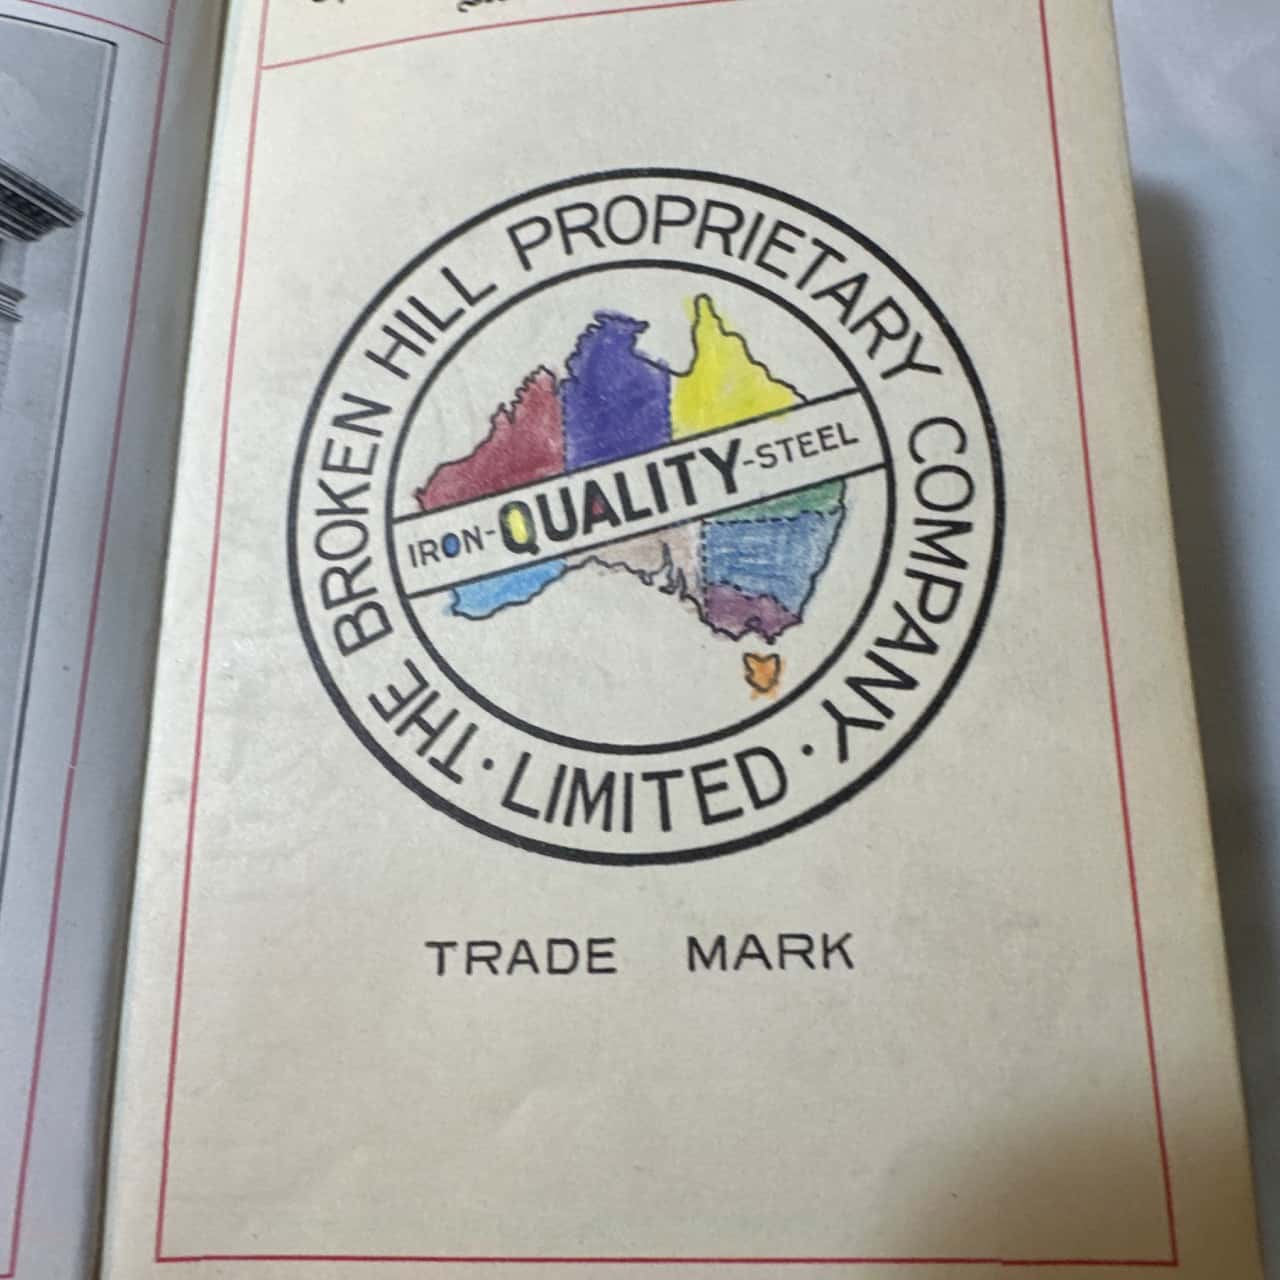 THE BROKEN HILL PROPRIETARY COMPANY
· LIMITED ·
IRON-QUALITY-STEEL
TRADE MARK